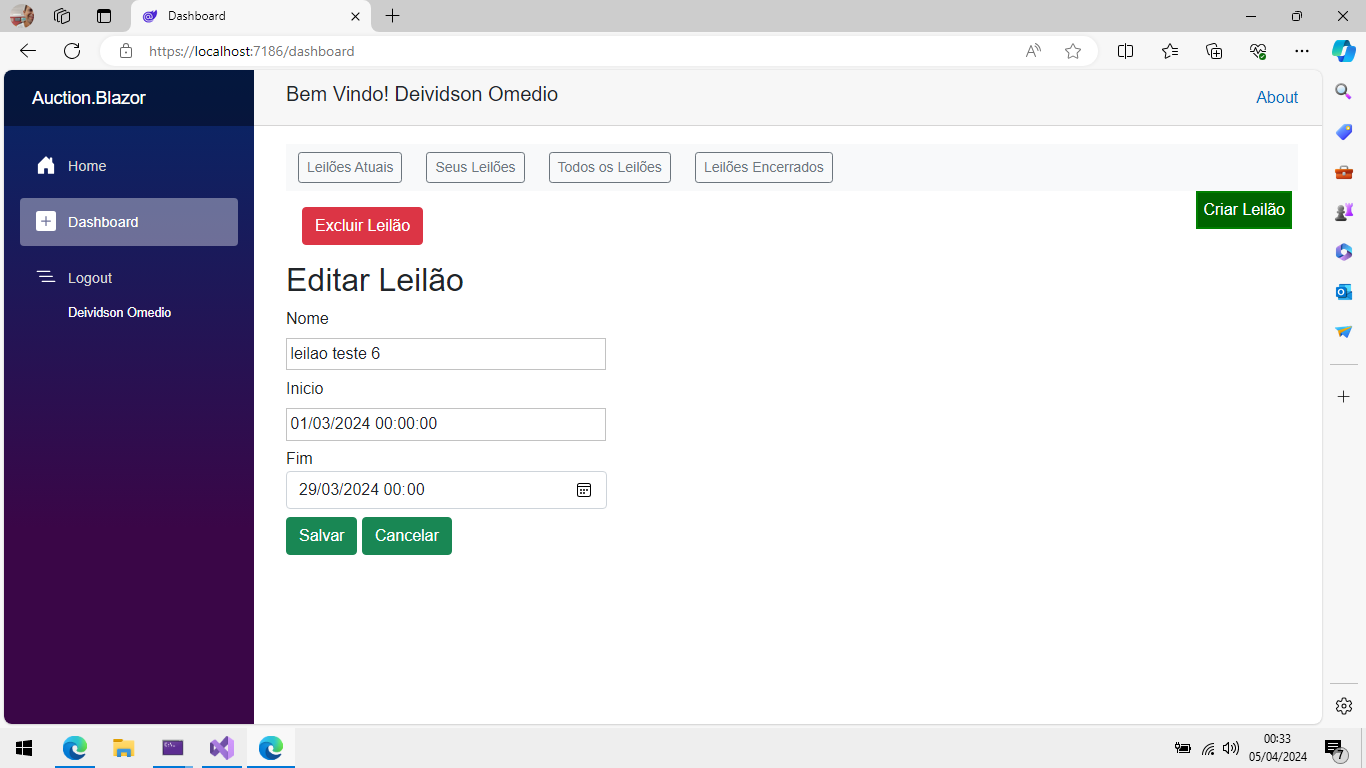 Dashboard
https://localhost:7186/dashboard
Auction.Blazor
Bem Vindo! Deividson Omedio
About
Home
Dashboard
Logout
Deividson Omedio
Leilões Atuais
Seus Leilões
Todos os Leilões
Leilões Encerrados
Excluir Leilão
Criar Leilão
Editar Leilão
Nome
leilao teste 6
Inicio
01/03/2024 00:00:00
Fim
29/03/2024 00:00
Salvar
Cancelar
00:33
05/04/2024
7